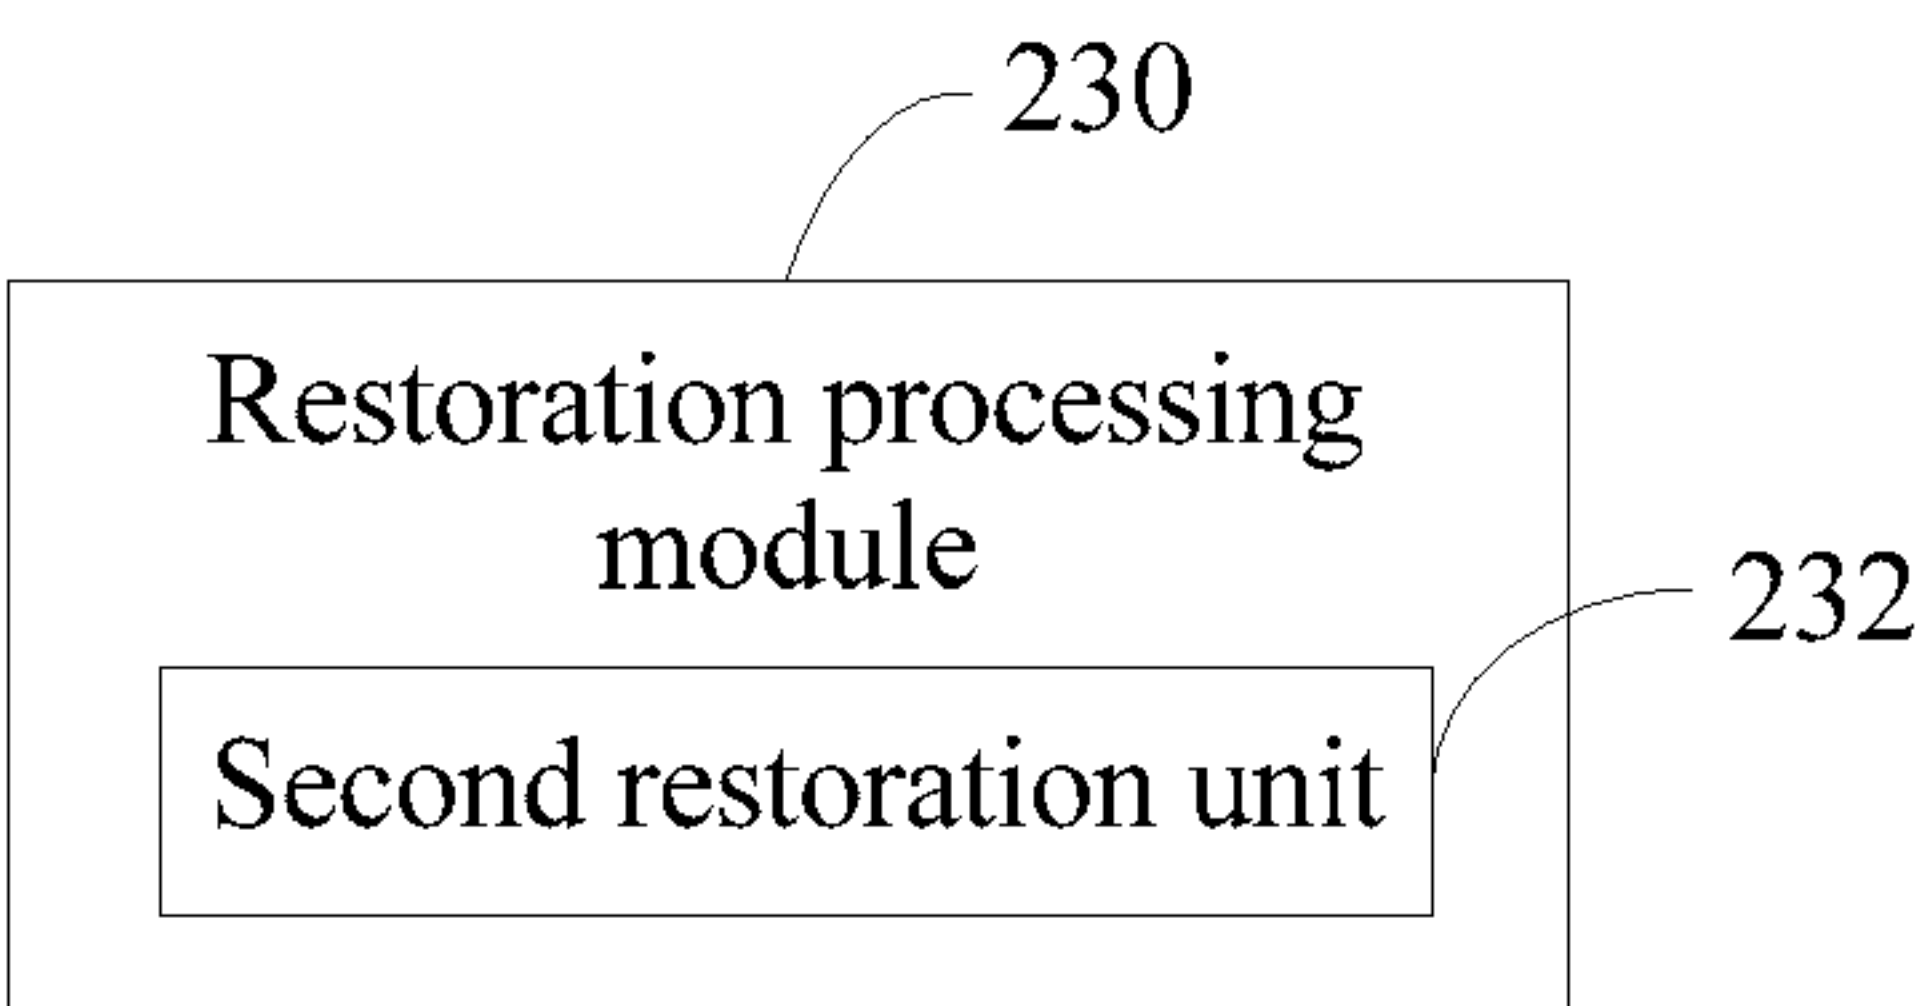 230
Restoration processing
module
232
Second restoration unit